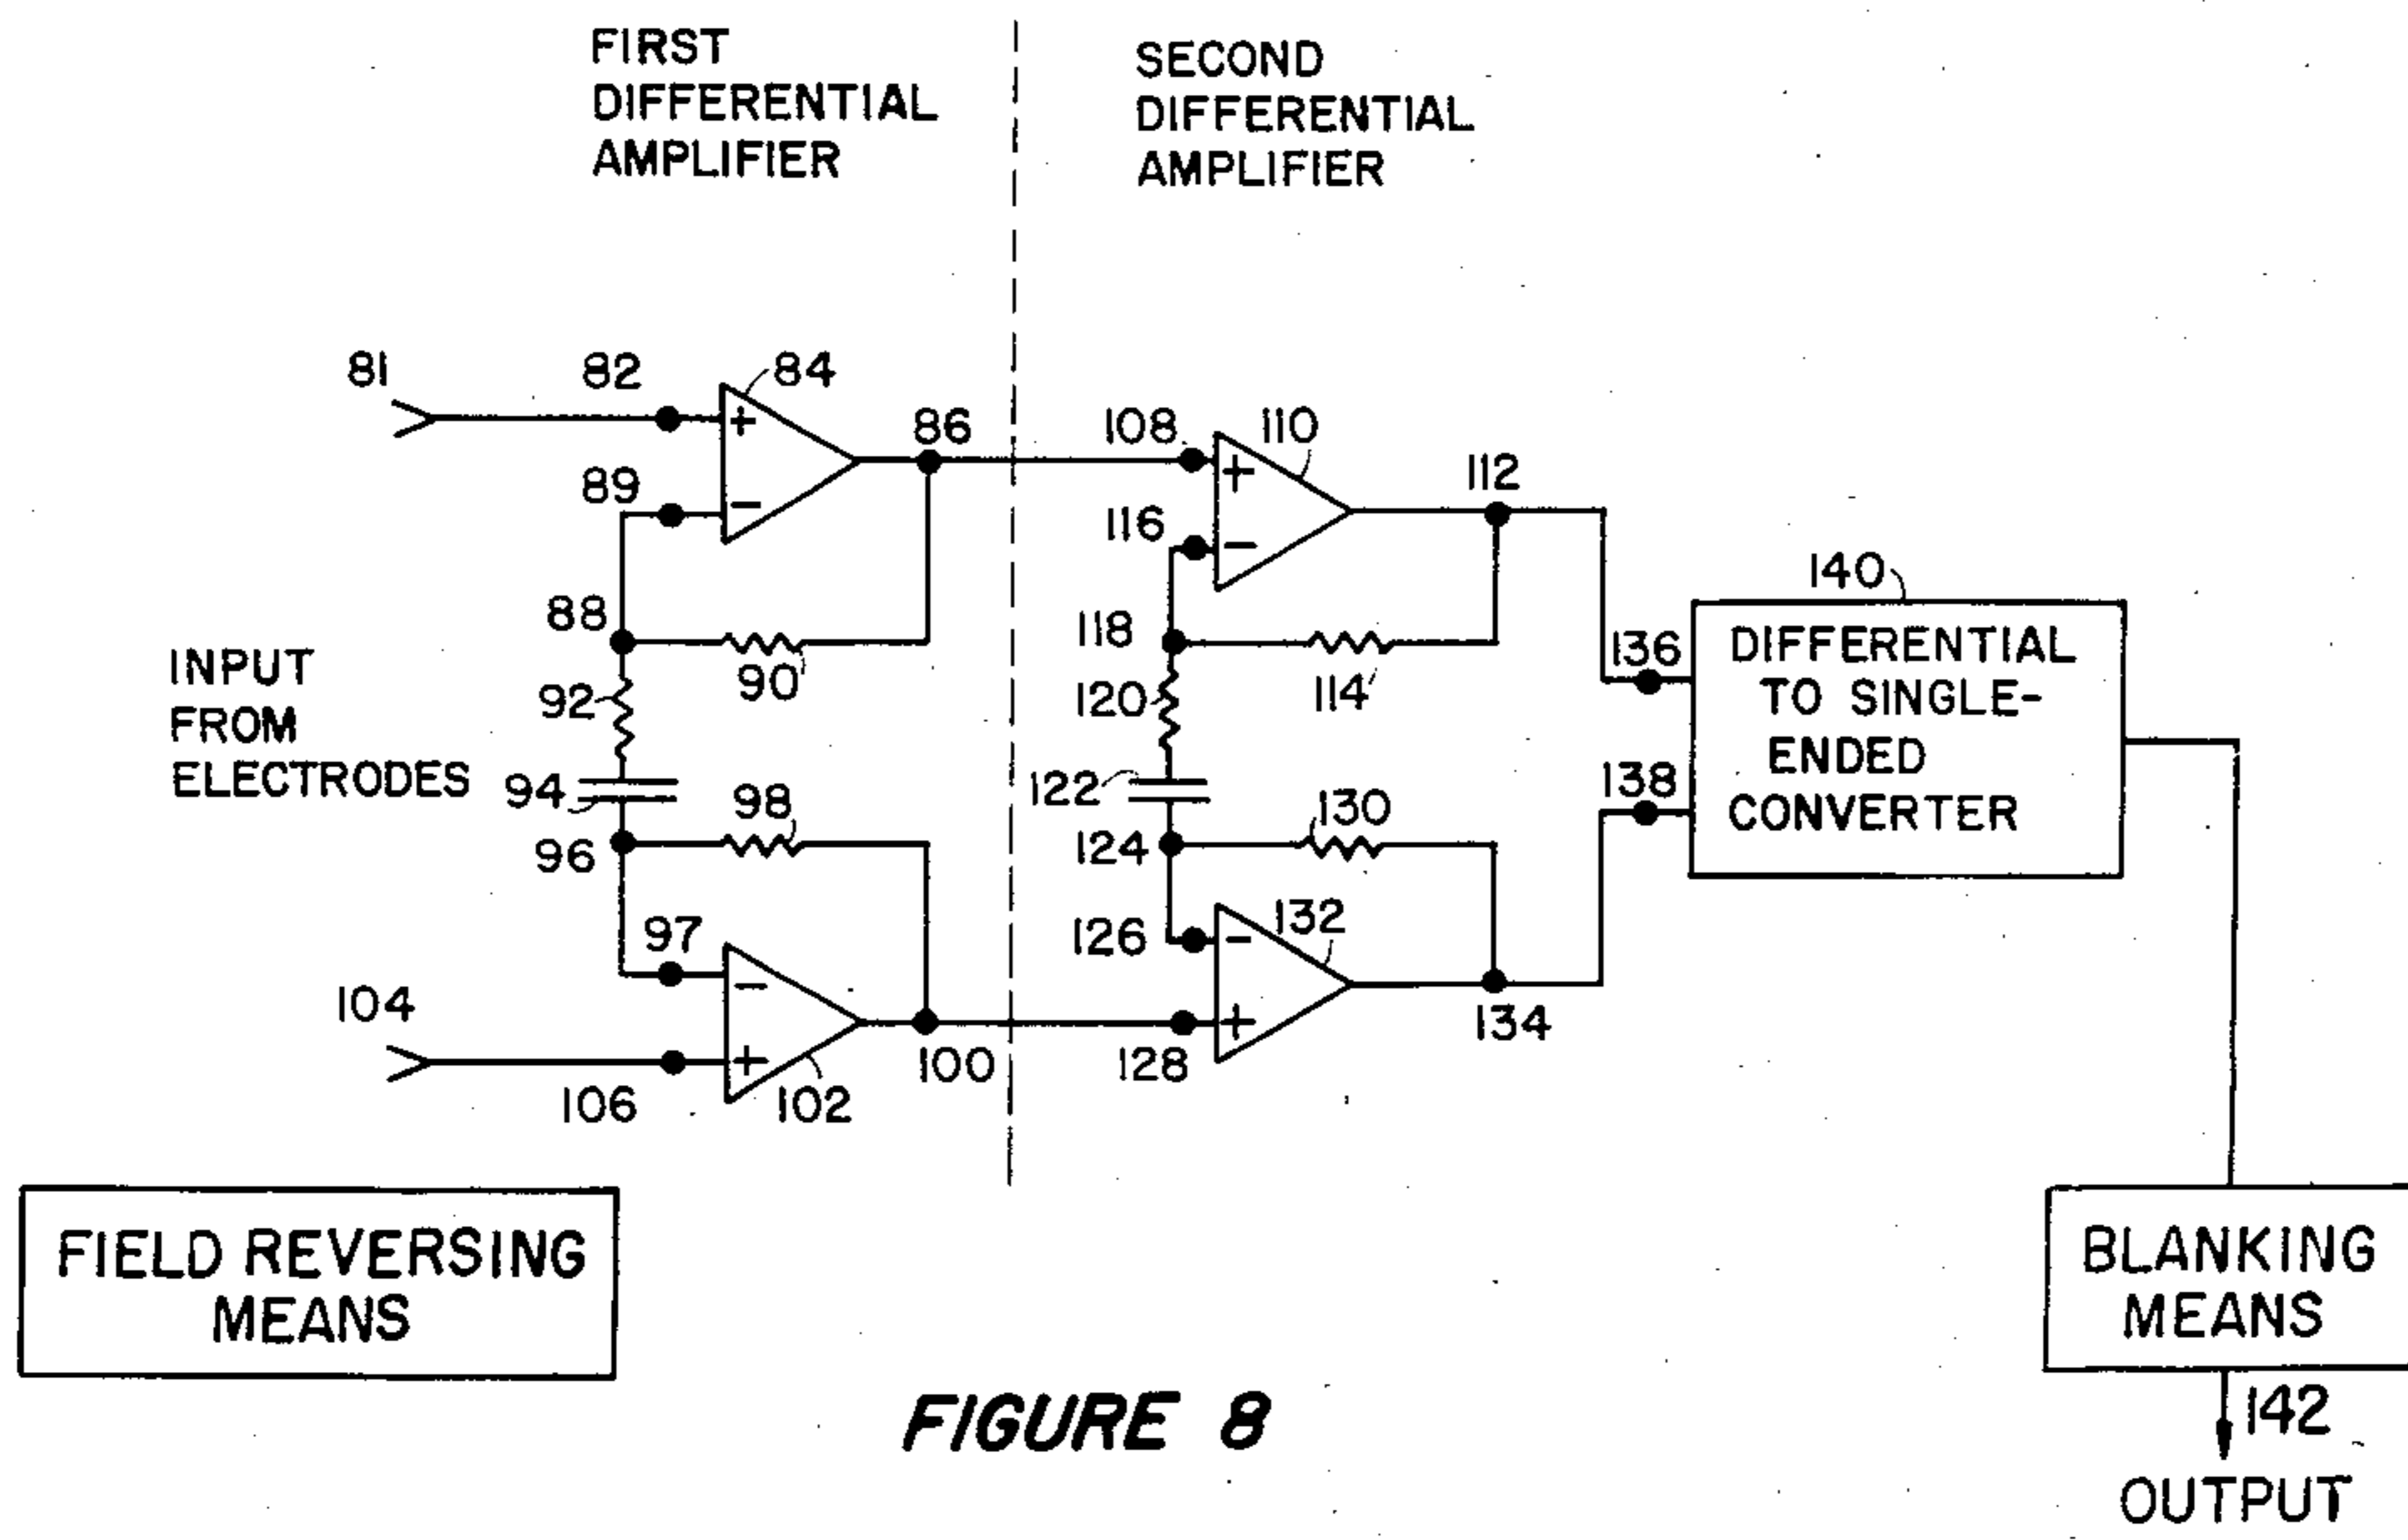 FIRST
DIFFERENTIAL
AMPLIFIER
SECOND
DIFFERENTIAL
AMPLIFIER
81
82
84
86
89
88
90
92
94
96
98
97
100
102
104
106
INPUT
FROM
ELECTRODES
108
110
112
116
118
114
120
122
124
130
126
132
128
134
136
138
140
DIFFERENTIAL
TO SINGLE-
ENDED
CONVERTER
FIELD REVERSING
MEANS
BLANKING
MEANS
142
OUTPUT
FIGURE 8
+
−
−
+
+
−
−
+